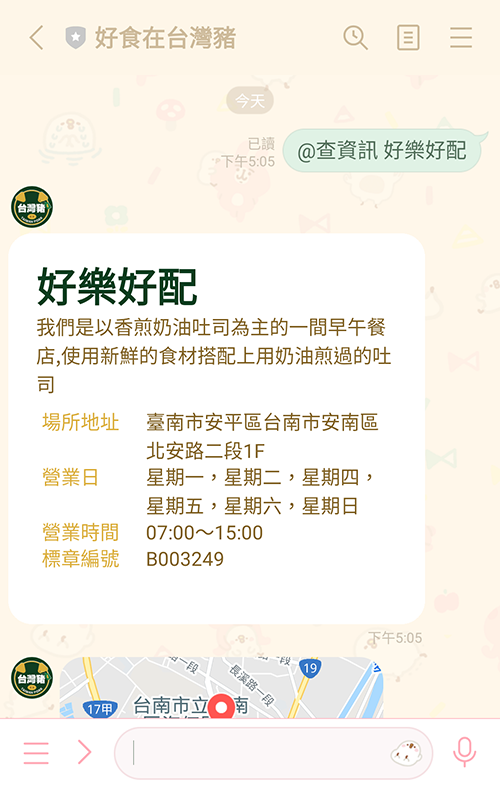 好食在台灣豬
今天
已讀
下午5:05
@查資訊 好樂好配
台灣豬
好樂好配
我們是以香煎奶油吐司為主的一間早午餐
店,使用新鮮的食材搭配上用奶油煎過的吐
司
場所地址 臺南市安平區台南市安南區
北安路二段1F
營業日 星期一，星期二，星期四，
星期五，星期六，星期日
營業時間 07:00～15:00
標章編號 B003249
下午5:05
台灣豬
長溪路一段
19
17甲
台南市立
南